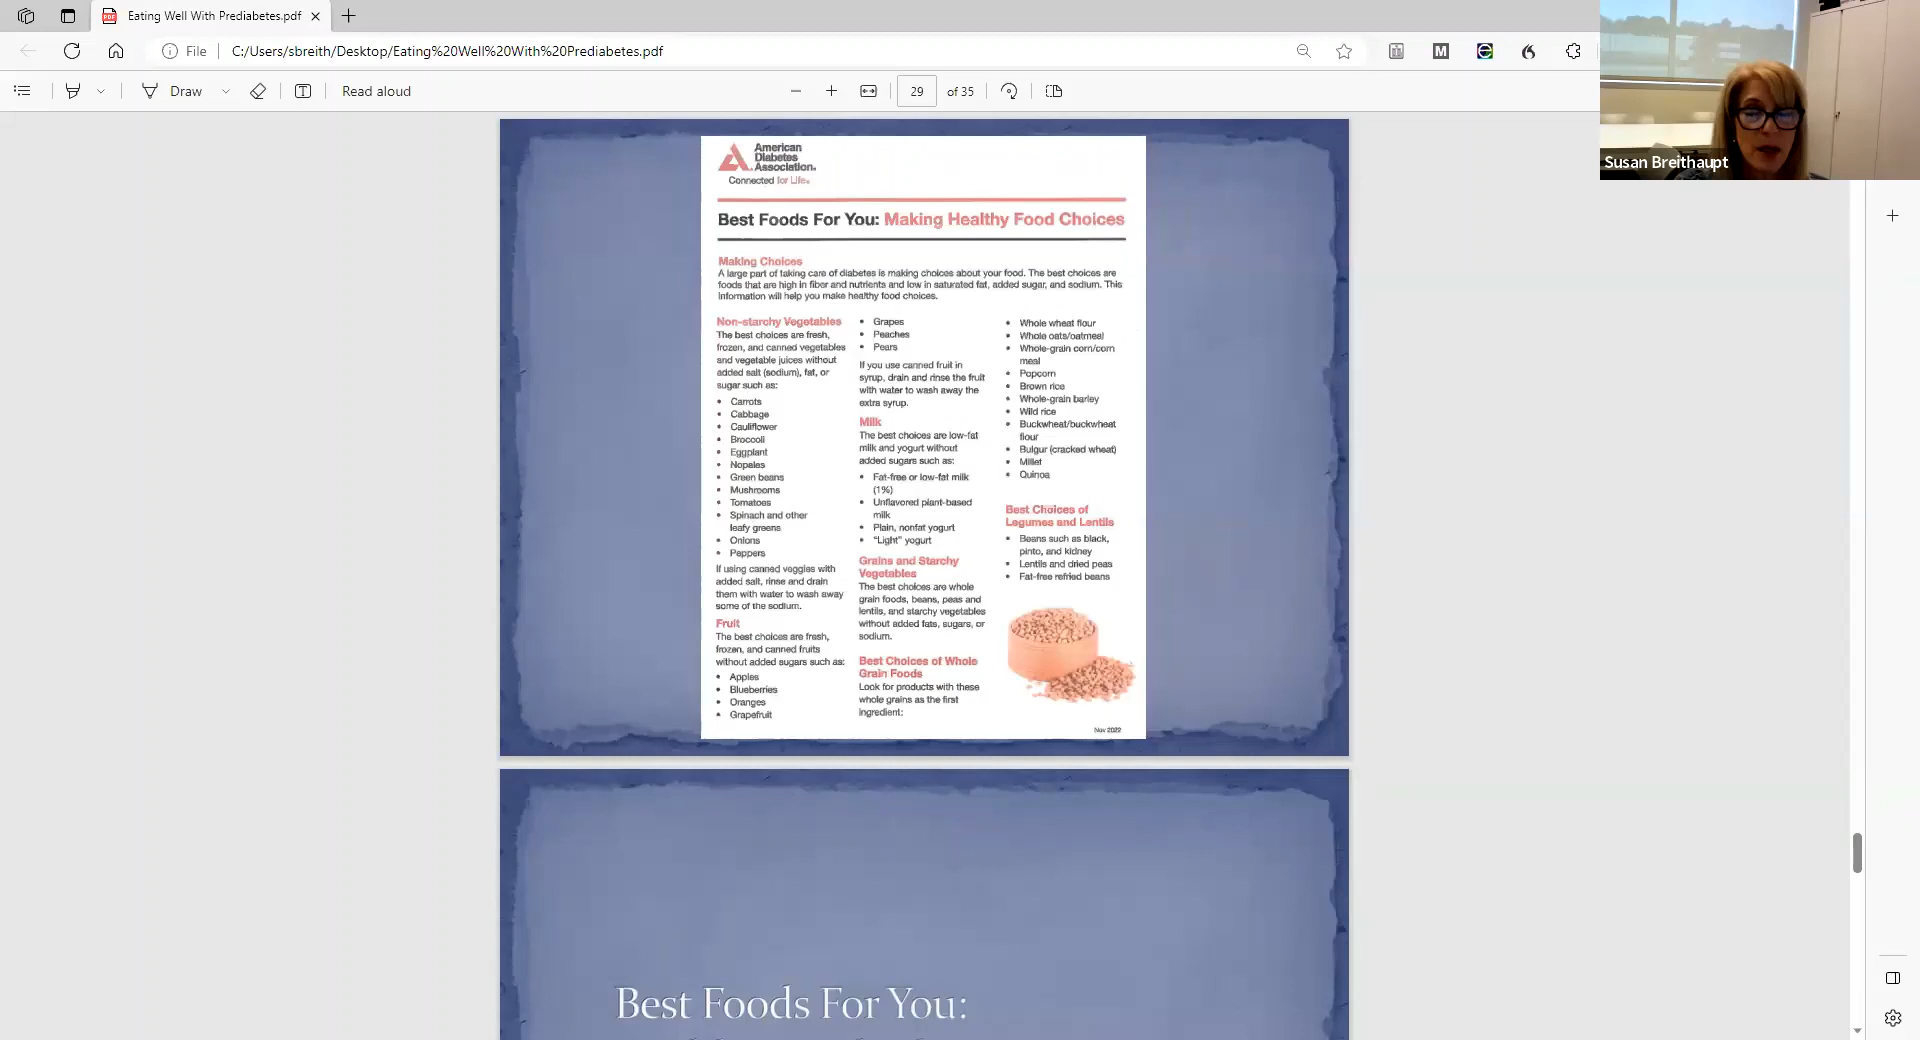 Eating Well With Prediabetes.pdf
File
C:/Users/sbreith/Desktop/Eating%20Well%20With%20Prediabetes.pdf
Draw
Read aloud
29
of 35
Susan Breithaupt
American
Diabetes
Association®
Connected for Life®
Best Foods For You: Making Healthy Food Choices
Making Choices
A large part of taking care of diabetes is making choices about your food. The best choices are
foods that are high in fiber and nutrients and low in saturated fat, added sugar, and sodium. This
information will help you make healthy food choices.
Non-starchy Vegetables
The best choices are fresh,
frozen, and canned vegetables
and vegetable juices without
added salt (sodium), fat, or
sugar such as:
• Carrots
• Cabbage
• Cauliflower
• Broccoli
• Eggplant
• Nopales
• Green beans
• Mushrooms
• Tomatoes
• Spinach and other
leafy greens
• Onions
• Peppers
If using canned veggies with
added salt, rinse and drain
them with water to wash away
some of the sodium.
Fruit
The best choices are fresh,
frozen, and canned fruits
without added sugars such as:
• Apples
• Blueberries
• Oranges
• Grapefruit
• Grapes
• Peaches
• Pears
If you use canned fruit in
syrup, drain and rinse the fruit
with water to wash away the
extra syrup.
Milk
The best choices are low-fat
milk and yogurt without
added sugars such as:
• Fat-free or low-fat milk
(1%)
• Unflavored plant-based
milk
• Plain, nonfat yogurt
• "Light" yogurt
Grains and Starchy
Vegetables
The best choices are whole
grain foods, beans, peas and
lentils, and starchy vegetables
without added fats, sugars, or
sodium.
Best Choices of Whole
Grain Foods
Look for products with these
whole grains as the first
ingredient:
• Whole wheat flour
• Whole oats/oatmeal
• Whole-grain corn/corn
meal
• Popcorn
• Brown rice
• Whole-grain barley
• Wild rice
• Buckwheat/buckwheat
flour
• Bulgur (cracked wheat)
• Millet
• Quinoa
Best Choices of
Legumes and Lentils
• Beans such as black,
pinto, and kidney
• Lentils and dried peas
• Fat-free refried beans
Nov 2022
Best Foods For You: